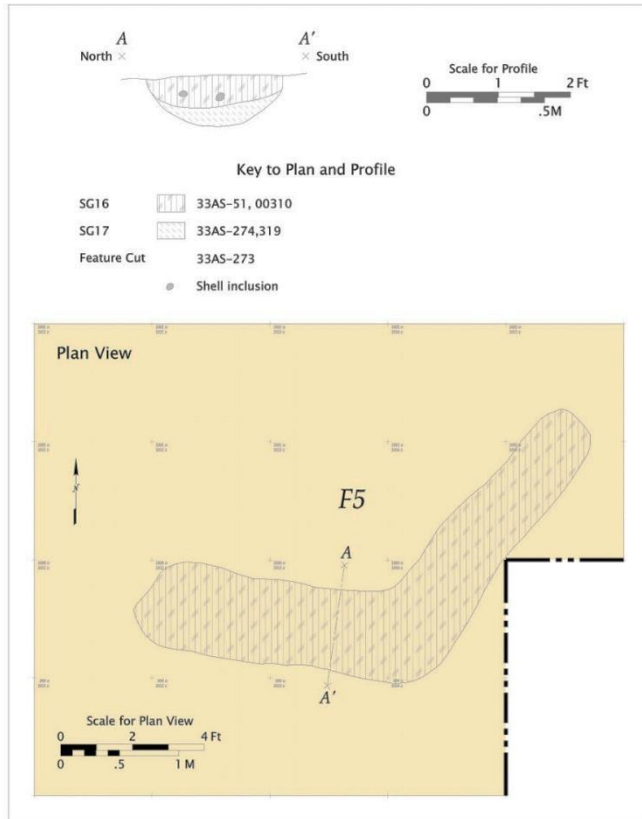 A A'
North South
Scale for Profile
0 1 2 Ft
0 .5M
Key to Plan and Profile
SG16 33AS-51, 00310
SG17 33AS-274,319
Feature Cut 33AS-273
Shell inclusion
Plan View
N
F5
A
A'
Scale for Plan View
0 2 4 Ft
0 .5 1 M